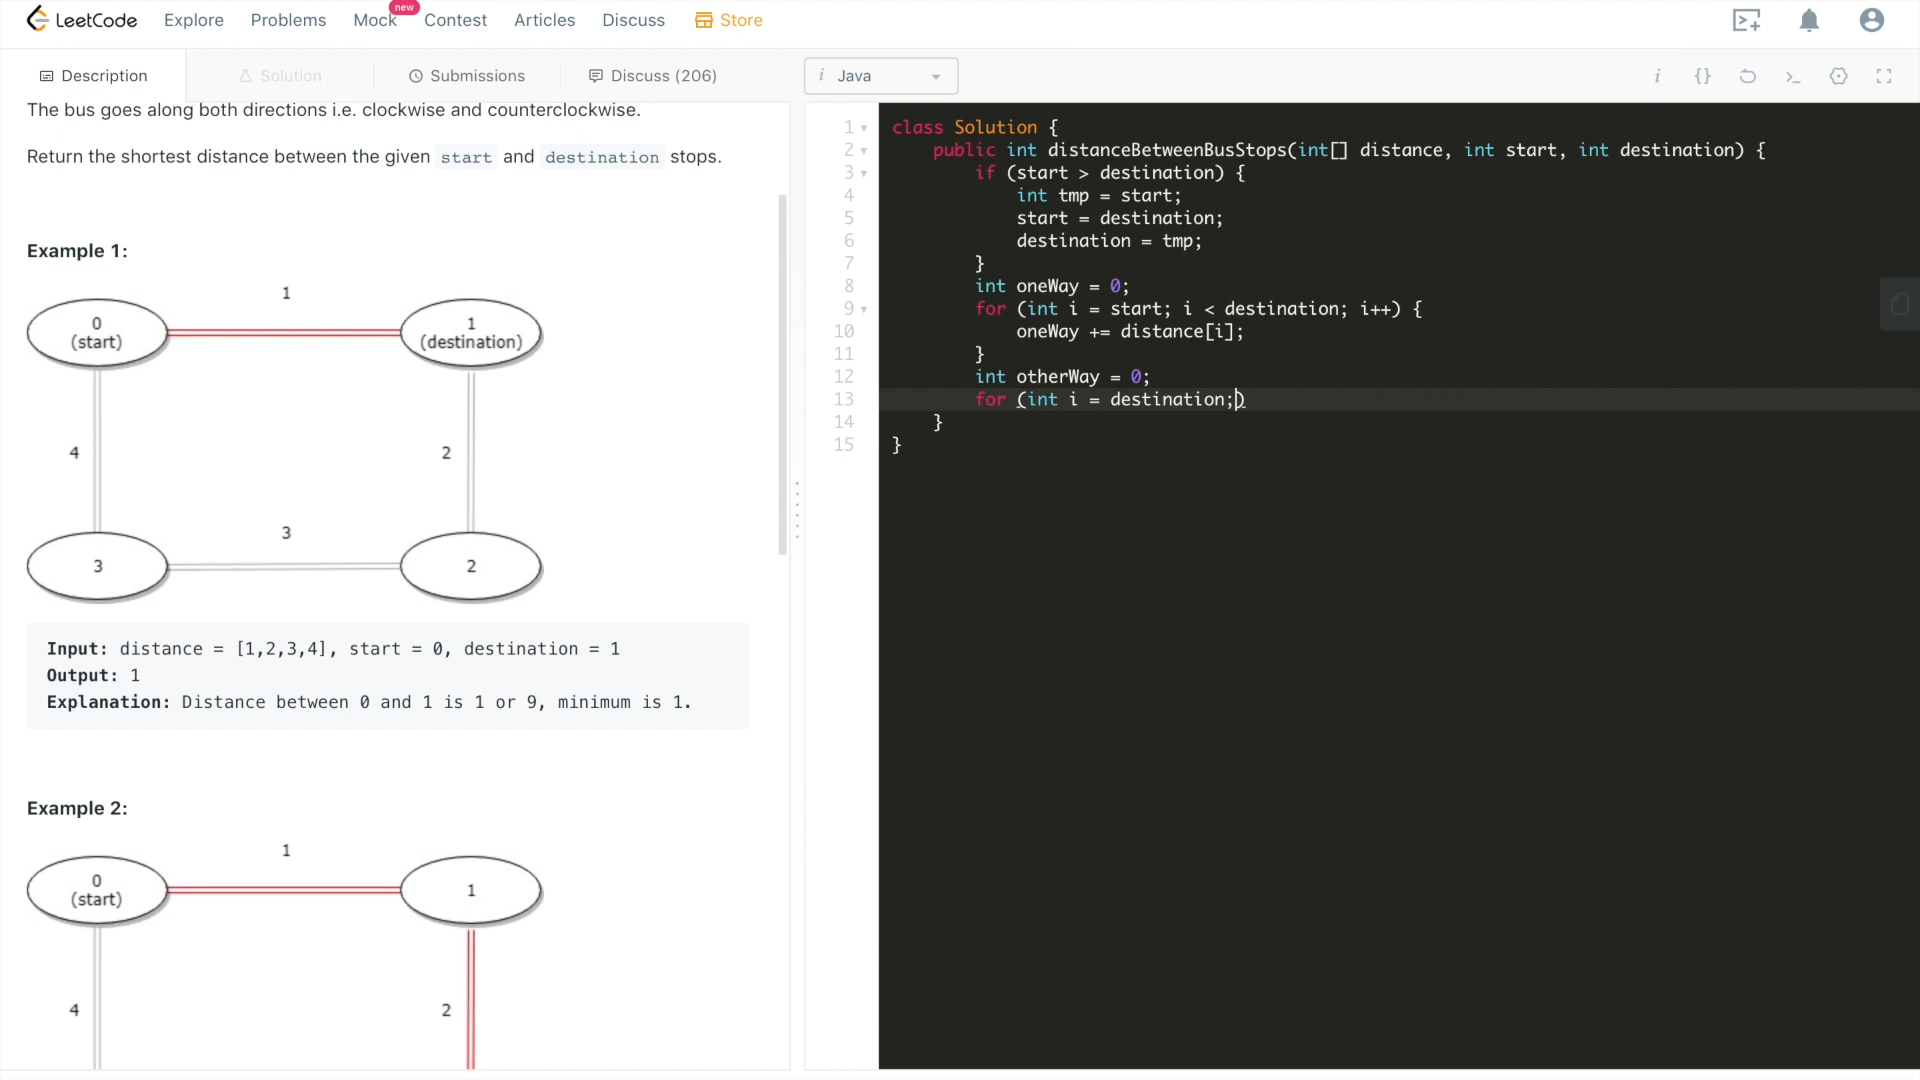 LeetCode Explore Problems Mock new Contest Articles Discuss Store
Description Solution Submissions Discuss (206)
The bus goes along both directions i.e. clockwise and counterclockwise.
Return the shortest distance between the given start and destination stops.
Example 1:
1
0
(start)
1
(destination)
4
2
3
3
2
Input: distance = [1,2,3,4], start = 0, destination = 1
Output: 1
Explanation: Distance between 0 and 1 is 1 or 9, minimum is 1.
Example 2:
1
0
(start)
1
4
2
i Java
i {}
1 class Solution {
2 public int distanceBetweenBusStops(int[] distance, int start, int destination) {
3 if (start > destination) {
4 int tmp = start;
5 start = destination;
6 destination = tmp;
7 }
8 int oneWay = 0;
9 for (int i = start; i < destination; i++) {
10 oneWay += distance[i];
11 }
12 int otherWay = 0;
13 for (int i = destination;)
14 }
15 }